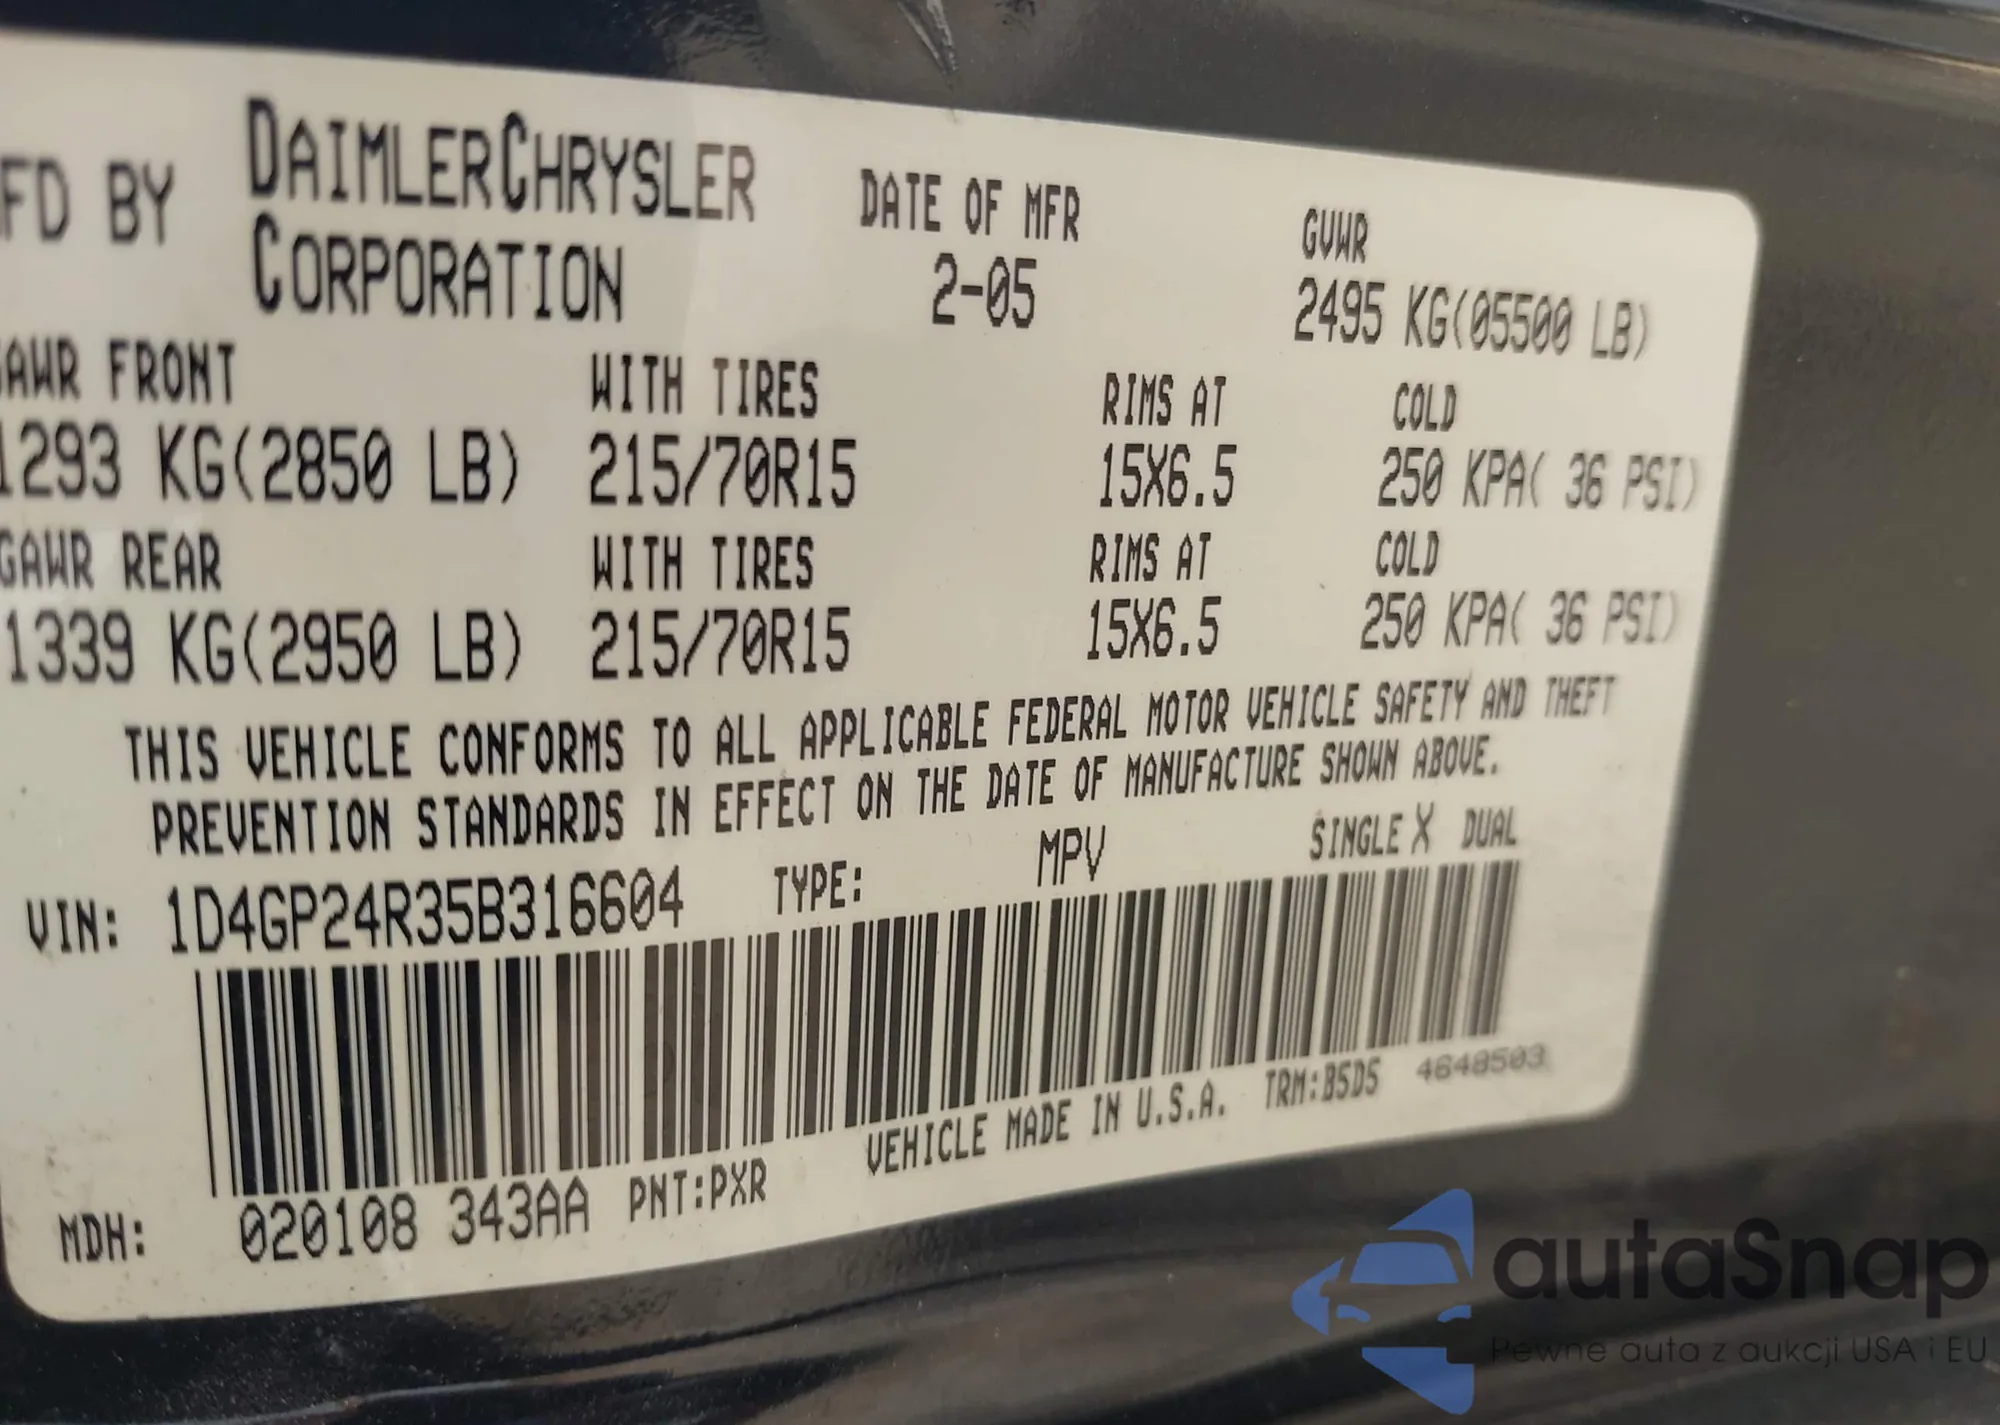 FD BY DAIMLERCHRYSLER CORPORATION DATE OF MFR 2-05 GVWR 2495 KG(05500 LB)
GAWR FRONT WITH TIRES RIMS AT COLD
1293 KG(2850 LB) 215/70R15 15X6.5 250 KPA( 36 PSI)
GAWR REAR WITH TIRES RIMS AT COLD
1339 KG(2950 LB) 215/70R15 15X6.5 250 KPA( 36 PSI)
THIS VEHICLE CONFORMS TO ALL APPLICABLE FEDERAL MOTOR VEHICLE SAFETY AND THEFT
PREVENTION STANDARDS IN EFFECT ON THE DATE OF MANUFACTURE SHOWN ABOVE.
VIN: 1D4GP24R35B316604 TYPE: MPV SINGLE X DUAL
MDH: 020108 343AA PNT:PXR VEHICLE MADE IN U.S.A. TRM:B5D5 4648503
autaSnap
Pewne auta z aukcji USA i EU